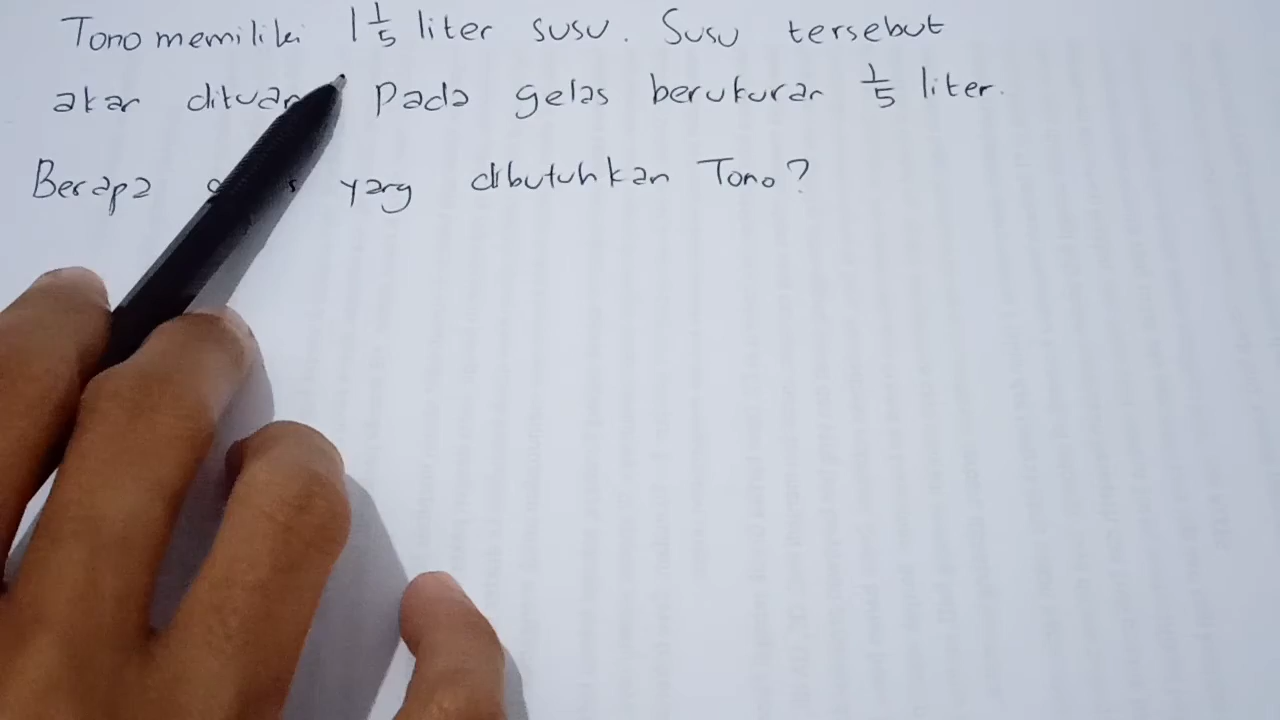 Tono memiliki 1 1/5 liter susu. Susu tersebut
akan dituan pada gelas berukuran 1/5 liter.
Berapa yang dibutuhkan Tono?